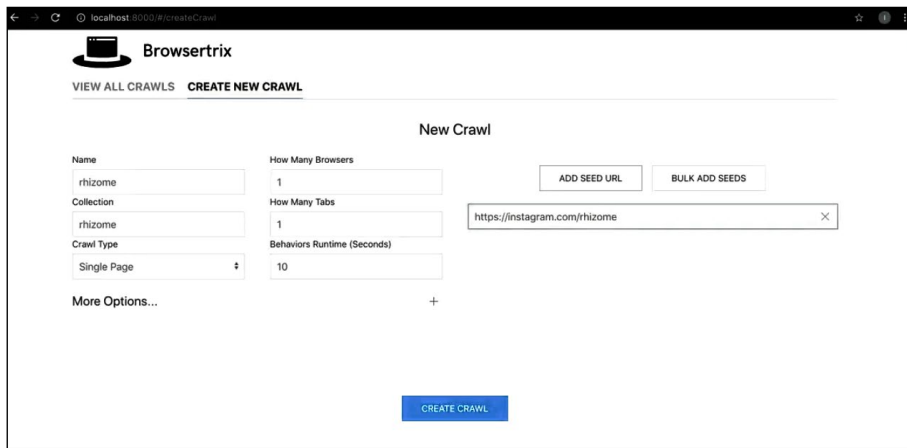 localhost:8000/#/createCrawl
Browsertrix
VIEW ALL CRAWLS CREATE NEW CRAWL
New Crawl
Name
rhizome
Collection
rhizome
Crawl Type
Single Page
More Options...
How Many Browsers
1
How Many Tabs
1
Behaviors Runtime (Seconds)
10
ADD SEED URL BULK ADD SEEDS
https://instagram.com/rhizome
CREATE CRAWL